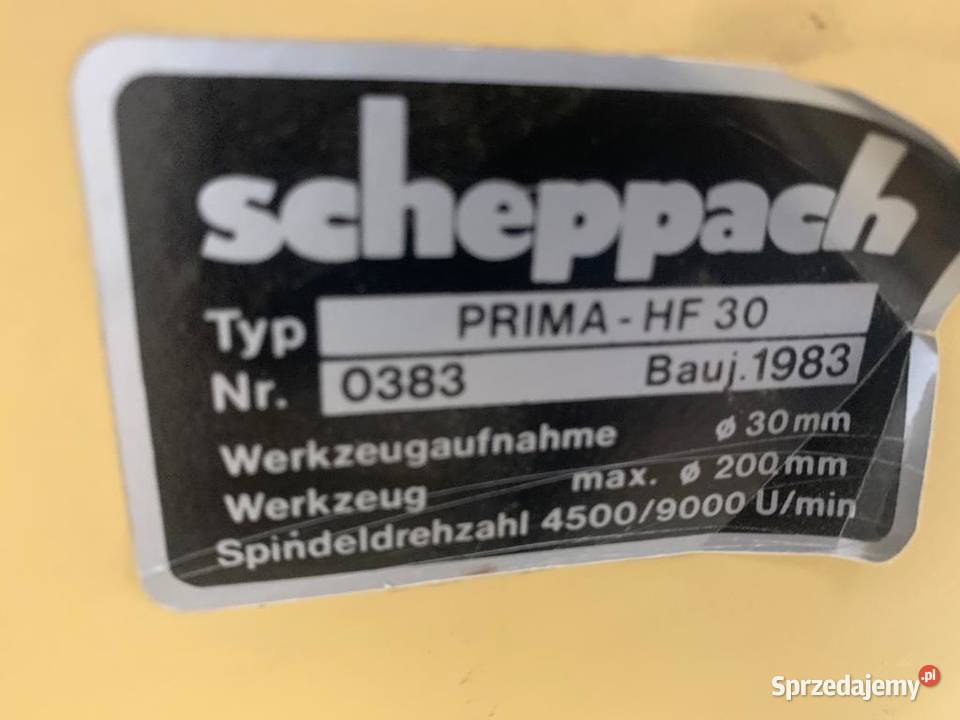 scheppach
Typ PRIMA - HF 30
Nr. 0383 Bauj. 1983
Werkzeugaufnahme ø 30 mm
Werkzeug max. ø 200 mm
Spindeldrehzahl 4500/9000 U/min
Sprzedajemy.pl